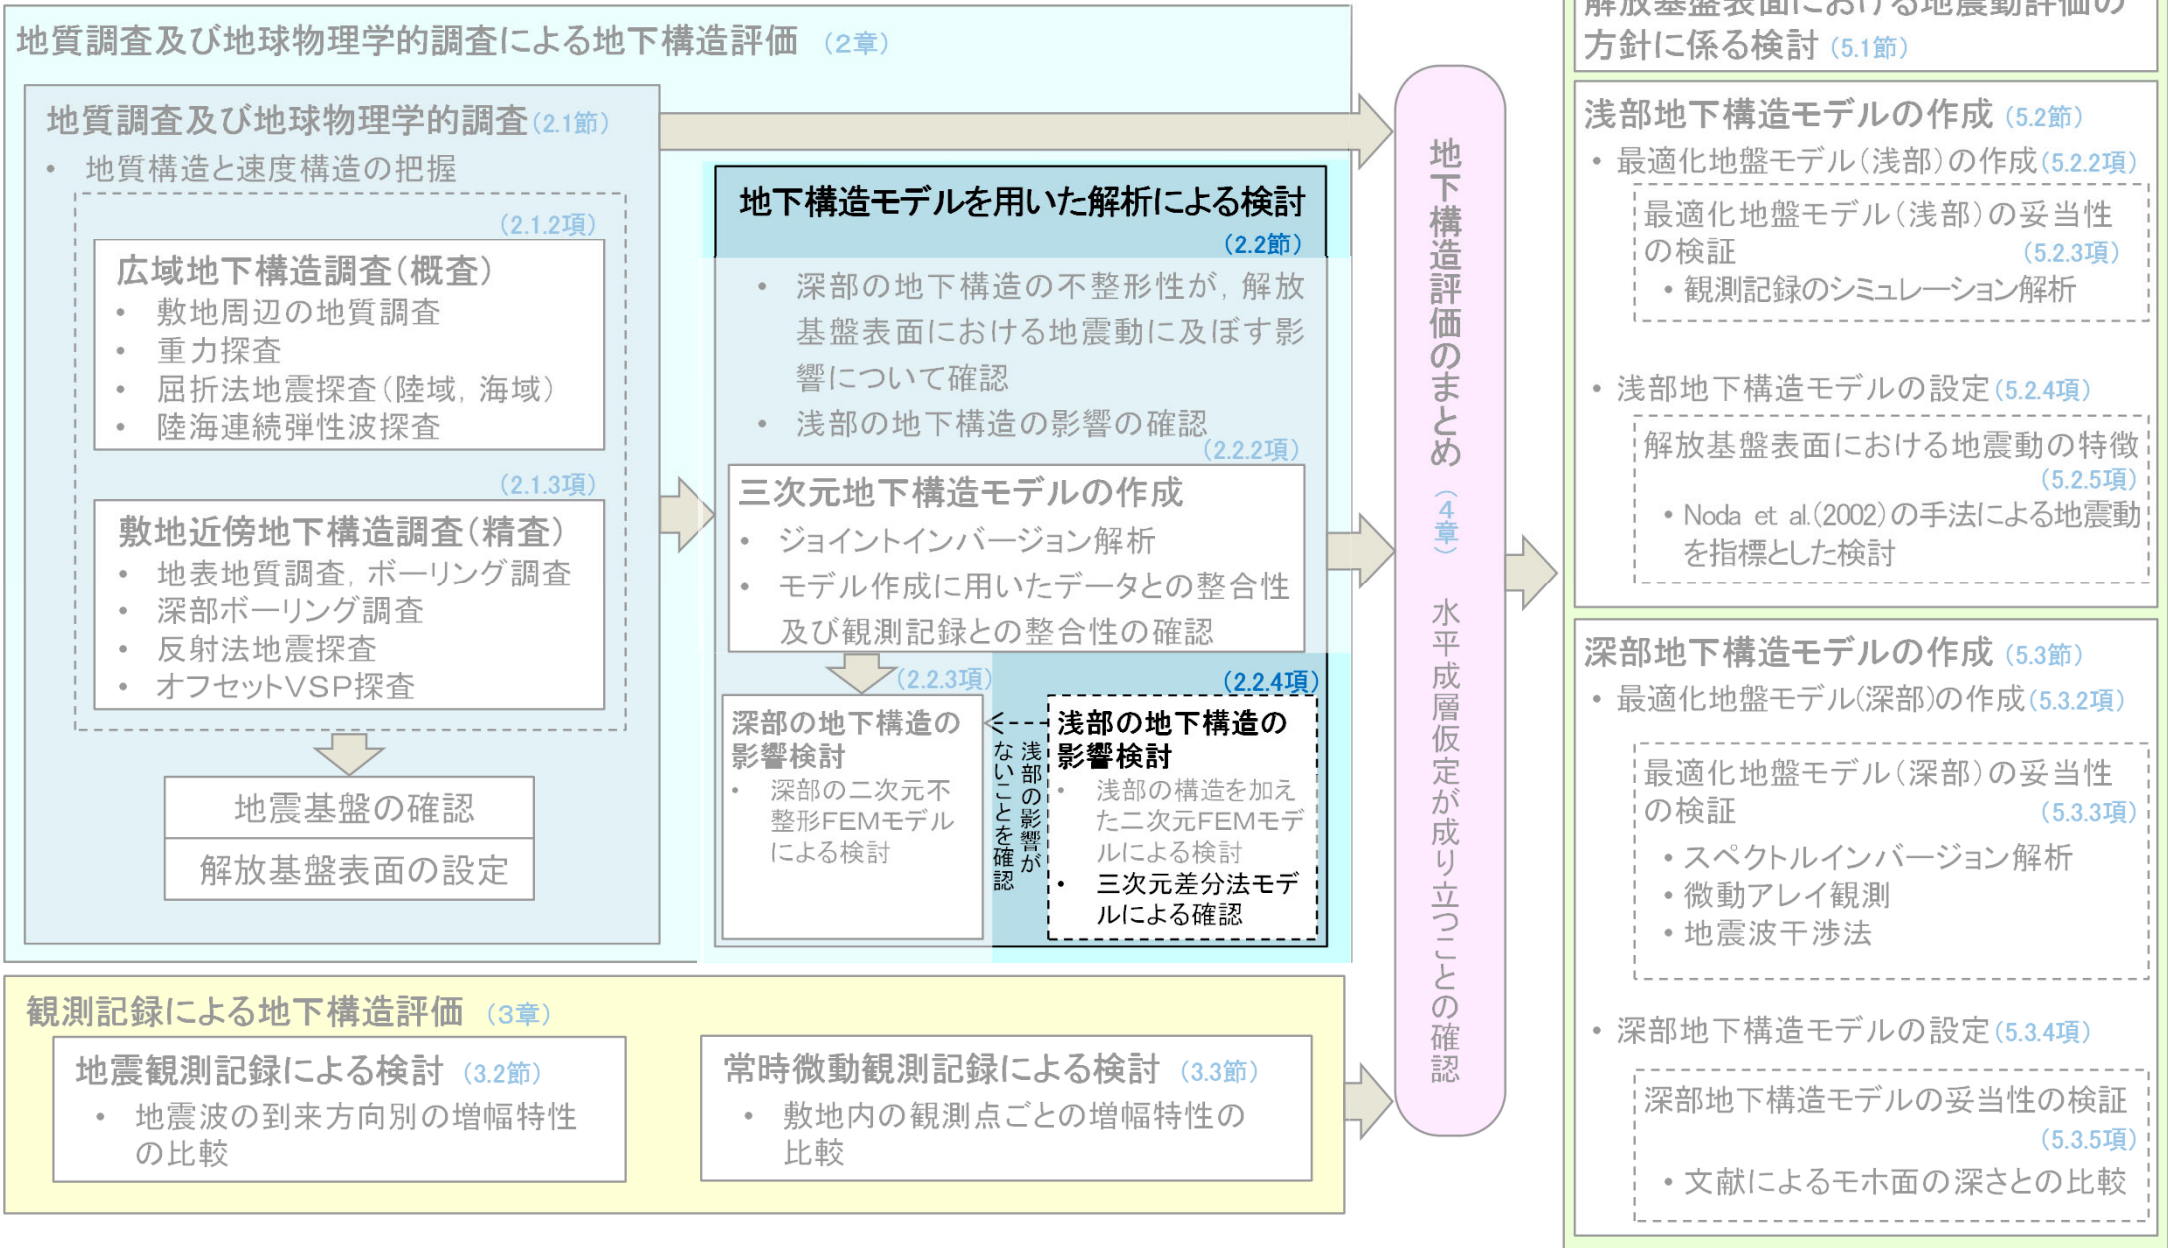 地質調査及び地球物理学的調査による地下構造評価 (2章)
地質調査及び地球物理学的調査(2.1節)
• 地質構造と速度構造の把握
(2.1.2項)
広域地下構造調査(概査)
• 敷地周辺の地質調査
• 重力探査
• 屈折法地震探査(陸域, 海域)
• 陸海連続弾性波探査
(2.1.3項)
敷地近傍地下構造調査(精査)
• 地表地質調査, ボーリング調査
• 深部ボーリング調査
• 反射法地震探査
• オフセットVSP探査
地震基盤の確認
解放基盤表面の設定
地下構造モデルを用いた解析による検討
(2.2節)
• 深部の地下構造の不整形性が, 解放
基盤表面における地震動に及ぼす影
響について確認
• 浅部の地下構造の影響の確認
(2.2.2項)
三次元地下構造モデルの作成
• ジョイントインバージョン解析
• モデル作成に用いたデータとの整合性
及び観測記録との整合性の確認
(2.2.3項)
深部の地下構造の
影響検討
• 深部の二次元不
整形FEMモデル
による検討
浅部の影響が
ないことを確認
(2.2.4項)
浅部の地下構造の
影響検討
• 浅部の構造を加え
た二次元FEMモデ
ルによる検討
• 三次元差分法モデ
ルによる確認
観測記録による地下構造評価 (3章)
地震観測記録による検討 (3.2節)
• 地震波の到来方向別の増幅特性
の比較
常時微動観測記録による検討 (3.3節)
• 敷地内の観測点ごとの増幅特性の
比較
地下構造評価のまとめ(4章) 水平成層仮定が成り立つことの確認
解放基盤表面における地震動評価の
方針に係る検討 (5.1節)
浅部地下構造モデルの作成 (5.2節)
• 最適化地盤モデル(浅部)の作成(5.2.2項)
最適化地盤モデル(浅部)の妥当性
の検証 (5.2.3項)
• 観測記録のシミュレーション解析
• 浅部地下構造モデルの設定(5.2.4項)
解放基盤表面における地震動の特徴
(5.2.5項)
• Noda et al.(2002)の手法による地震動
を指標とした検討
深部地下構造モデルの作成 (5.3節)
• 最適化地盤モデル(深部)の作成(5.3.2項)
最適化地盤モデル(深部)の妥当性
の検証 (5.3.3項)
• スペクトルインバージョン解析
• 微動アレイ観測
• 地震波干渉法
• 深部地下構造モデルの設定(5.3.4項)
深部地下構造モデルの妥当性の検証
(5.3.5項)
• 文献によるモホ面の深さとの比較